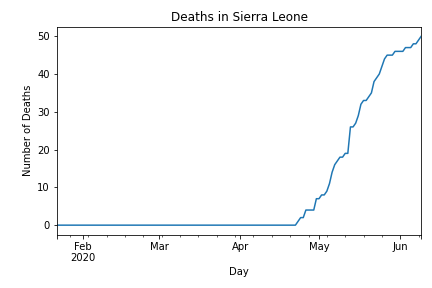 Deaths in Sierra Leone
50
40
30
20
10
0
Number of Deaths
Feb
2020
Mar
Apr
May
Jun
Day